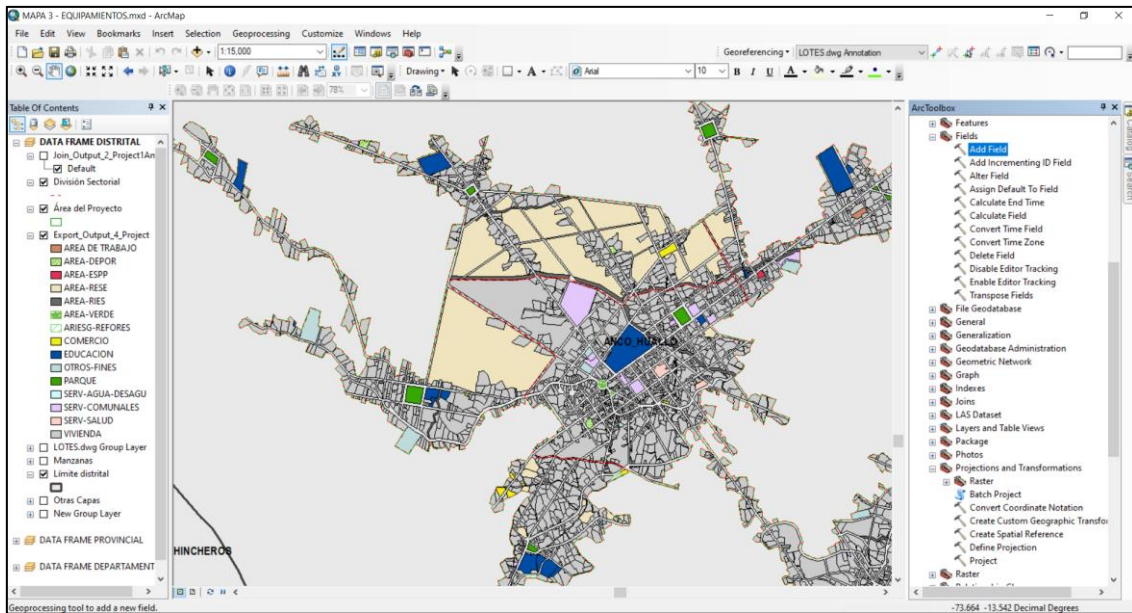 MAPA 3 - EQUIPAMIENTOS.mxd - ArcMap
File Edit View Bookmarks Insert Selection Geoprocessing Customize Windows Help
1:15,000
Georeferencing
LOTES.dwg Annotation
Drawing
Arial
10
B I U A
78%
Table Of Contents
DATA FRAME DISTRITAL
Join_Output_2_Project1An
Default
División Sectorial
Área del Proyecto
Export_Output_4_Project
AREA DE TRABAJO
AREA-DEPOR
AREA-ESPP
AREA-RESE
AREA-RIES
AREA-VERDE
ARIESG-REFORES
COMERCIO
EDUCACION
OTROS-FINES
PARQUE
SERV-AGUA-DESAGU
SERV-COMUNALES
SERV-SALUD
VIVIENDA
LOTES.dwg Group Layer
Manzanas
Límite distrital
Otras Capas
New Group Layer
DATA FRAME PROVINCIAL
DATA FRAME DEPARTAMENT
ANCO_HUALLO
HINCHEROS
ArcToolbox
Features
Fields
Add Field
Add Incrementing ID Field
Alter Field
Assign Default To Field
Calculate End Time
Calculate Field
Convert Time Field
Convert Time Zone
Delete Field
Disable Editor Tracking
Enable Editor Tracking
Transpose Fields
File Geodatabase
General
Generalization
Geodatabase Administration
Geometric Network
Graph
Indexes
Joins
LAS Dataset
Layers and Table Views
Package
Photos
Projections and Transformations
Raster
Batch Project
Convert Coordinate Notation
Create Custom Geographic Transfo
Create Spatial Reference
Define Projection
Project
Raster
Catalog
Search
Geoprocessing tool to add a new field.
-73.664 -13.542 Decimal Degrees